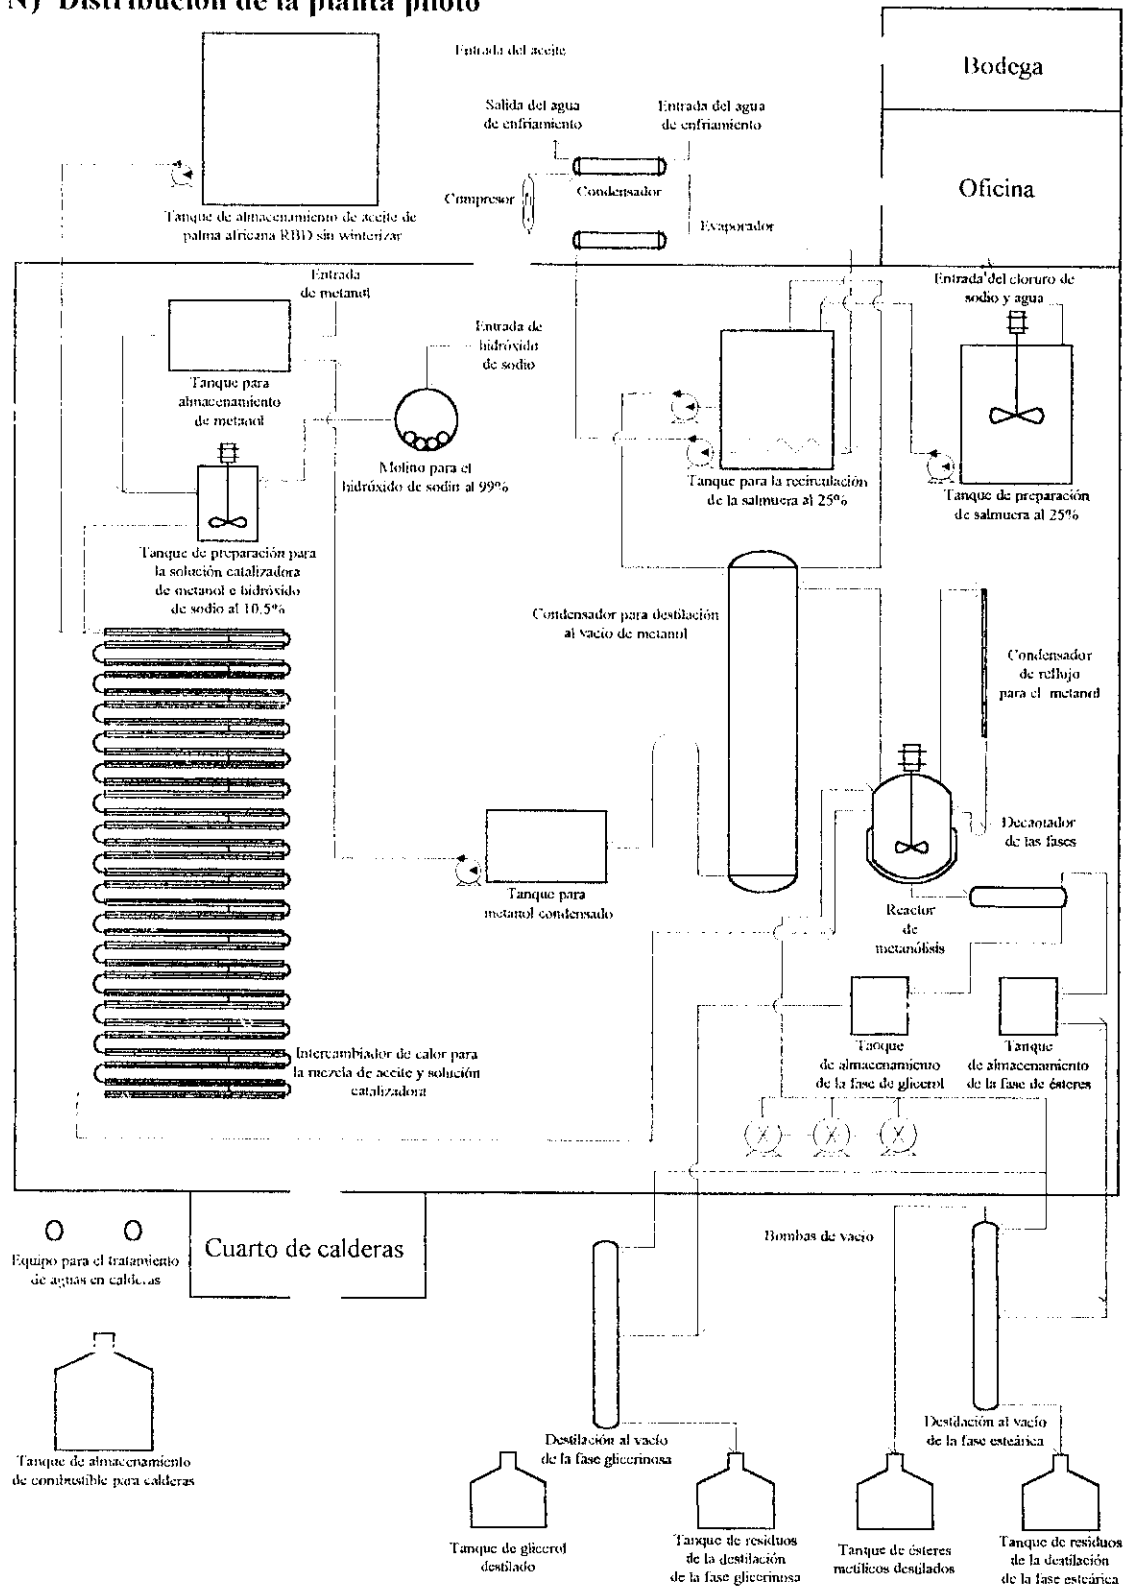 N) Distribución de la planta piloto
Entrada del aceite
Bodega
Salida del agua
de enfriamiento
Entrada del agua
de enfriamiento
Compresor
Condensador
Evaporador
Oficina
Tanque de almacenamiento de aceite de
palma africana RBD sin winterizar
Entrada
de metanol
Entrada del cloruro de
sodio y agua
Entrada de
hidróxido
de sodio
Tanque para
almacenamiento
de metanol
Molino para el
hidróxido de sodio al 99%
Tanque para la recirculación
de la salmuera al 25%
Tanque de preparación
de salmuera al 25%
Tanque de preparación para
la solución catalizadora
de metanol e hidróxido
de sodio al 10.5%
Condensador para destilación
al vacío de metanol
Condensador
de reflujo
para el metanol
Decantador
de las fases
Tanque para
metanol condensado
Reactor
de
metanólisis
Intercambiador de calor para
la mezcla de aceite y solución
catalizadora
Tanque
de almacenamiento
de la fase de glicerol
Tanque
de almacenamiento
de la fase de ésteres
Cuarto de calderas
Bombas de vacío
Equipo para el tratamiento
de aguas en calderas
Tanque de almacenamiento
de combustible para calderas
Destilación al vacío
de la fase glicerinosa
Destilación al vacío
de la fase esteárica
Tanque de glicerol
destilado
Tanque de residuos
de la destilación
de la fase glicerinosa
Tanque de ésteres
metílicos destilados
Tanque de residuos
de la destilación
de la fase esteárica